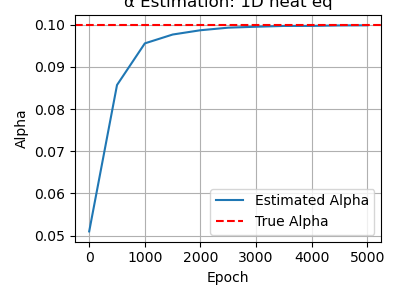 α Estimation: 1D heat eq
0.10
0.09
0.08
0.07
0.06
0.05
Alpha
Estimated Alpha
True Alpha
0 1000 2000 3000 4000 5000
Epoch